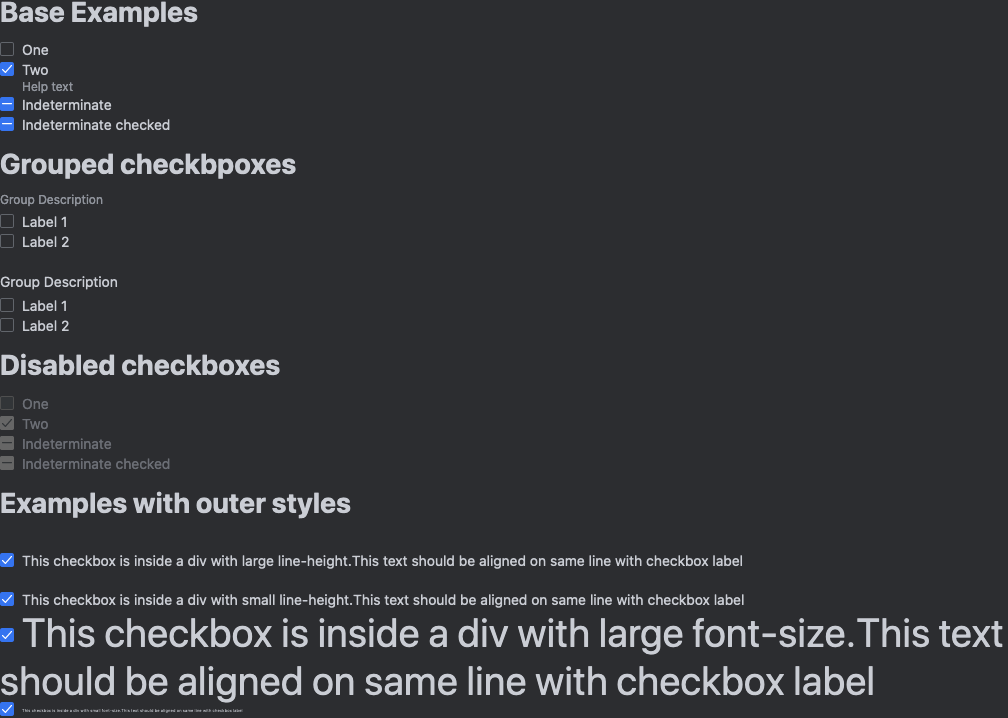 Base Examples
One
Two
Help text
Indeterminate
Indeterminate checked
Grouped checkbpoxes
Group Description
Label 1
Label 2
Group Description
Label 1
Label 2
Disabled checkboxes
One
Two
Indeterminate
Indeterminate checked
Examples with outer styles
This checkbox is inside a div with large line-height.This text should be aligned on same line with checkbox label
This checkbox is inside a div with small line-height.This text should be aligned on same line with checkbox label
This checkbox is inside a div with large font-size.This text
should be aligned on same line with checkbox label
This checkbox is inside a div with small font-size.This text should be aligned on same line with checkbox label